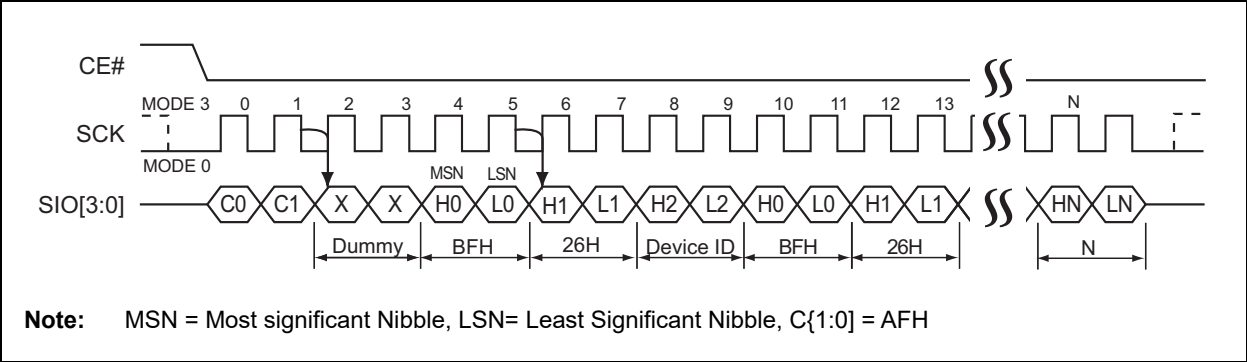 CE#
MODE 3 0 1 2 3 4 5 6 7 8 9 10 11 12 13 N
SCK
MODE 0
MSN LSN
SIO[3:0] C0 C1 X X H0 L0 H1 L1 H2 L2 H0 L0 H1 L1 HN LN
Dummy BFH 26H Device ID BFH 26H N
Note: MSN = Most significant Nibble, LSN= Least Significant Nibble, C{1:0] = AFH